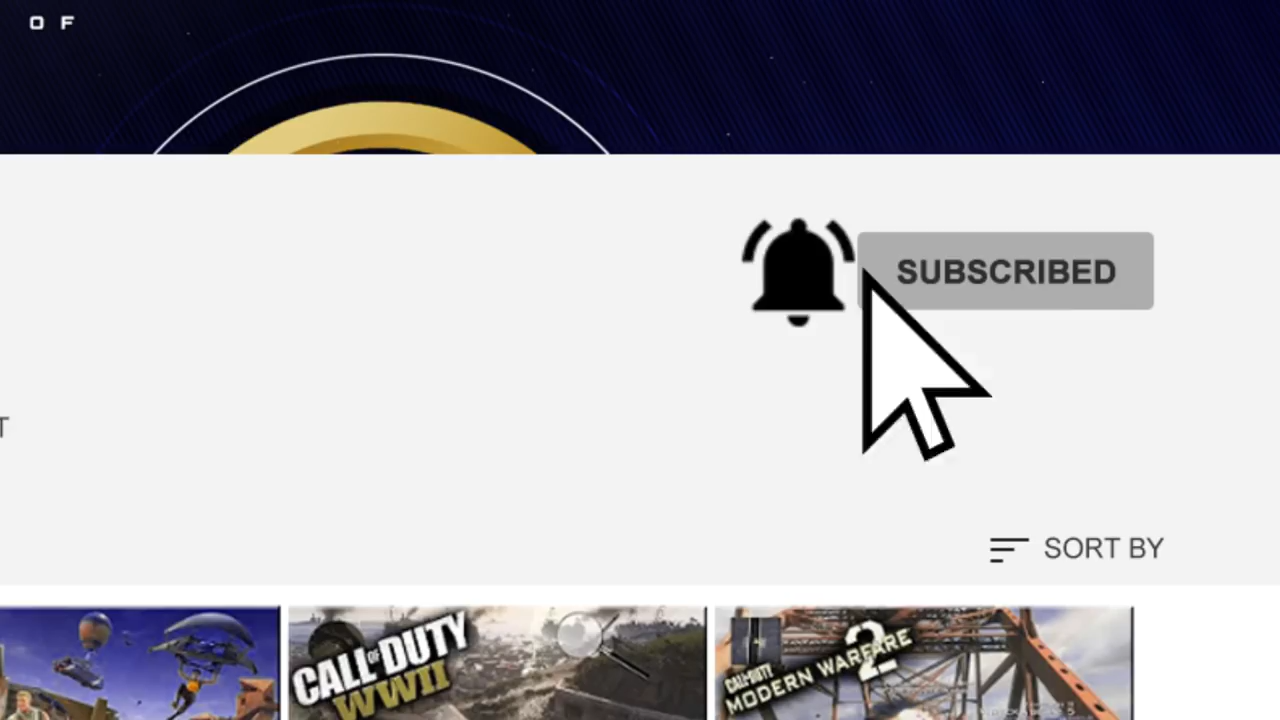 O F
SUBSCRIBED
T
SORT BY
CALL OF DUTY
WWII
CALL OF DUTY
MODERN WARFARE
2